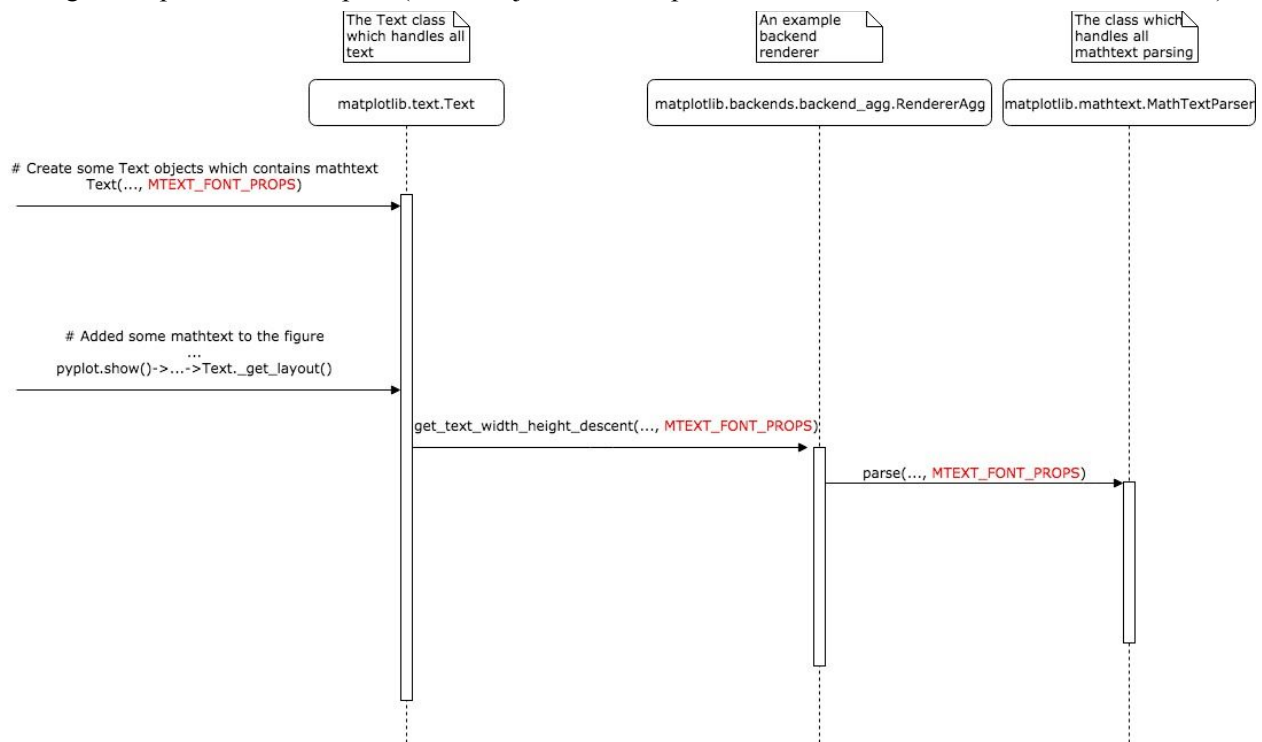 The Text class
which handles all
text
An example
backend
renderer
The class which
handles all
mathtext parsing
matplotlib.text.Text
matplotlib.backends.backend_agg.RendererAgg
matplotlib.mathtext.MathTextParser
# Create some Text objects which contains mathtext
Text(..., MTEXT_FONT_PROPS)
# Added some mathtext to the figure
...
pyplot.show()->...->Text._get_layout()
get_text_width_height_descent(..., MTEXT_FONT_PROPS)
parse(..., MTEXT_FONT_PROPS)